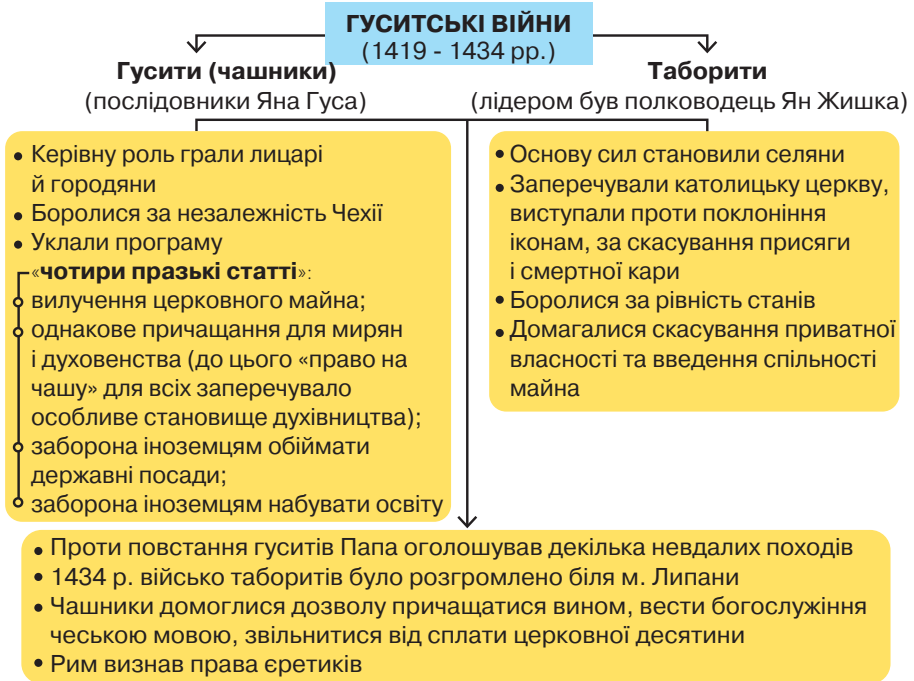 ГУСИТСЬКІ ВІЙНИ
(1419 - 1434 рр.)
Гусити (чашники)
(послідовники Яна Гуса)
Таборити
(лідером був полководець Ян Жишка)
• Керівну роль грали лицарі
й городяни
• Боролися за незалежність Чехії
• Уклали програму
«чотири празькі статті»:
вилучення церковного майна;
однакове причащання для мирян
і духовенства (до цього «право на
чашу» для всіх заперечувало
особливе становище духівництва);
заборона іноземцям обіймати
державні посади;
заборона іноземцям набувати освіту
• Основу сил становили селяни
• Заперечували католицьку церкву,
виступали проти поклоніння
іконам, за скасування присяги
і смертної кари
• Боролися за рівність станів
• Домагалися скасування приватної
власності та введення спільності
майна
• Проти повстання гуситів Папа оголошував декілька невдалих походів
• 1434 р. військо таборитів було розгромлено біля м. Липани
• Чашники домоглися дозволу причащатися вином, вести богослужіння
чеською мовою, звільнитися від сплати церковної десятини
• Рим визнав права єретиків